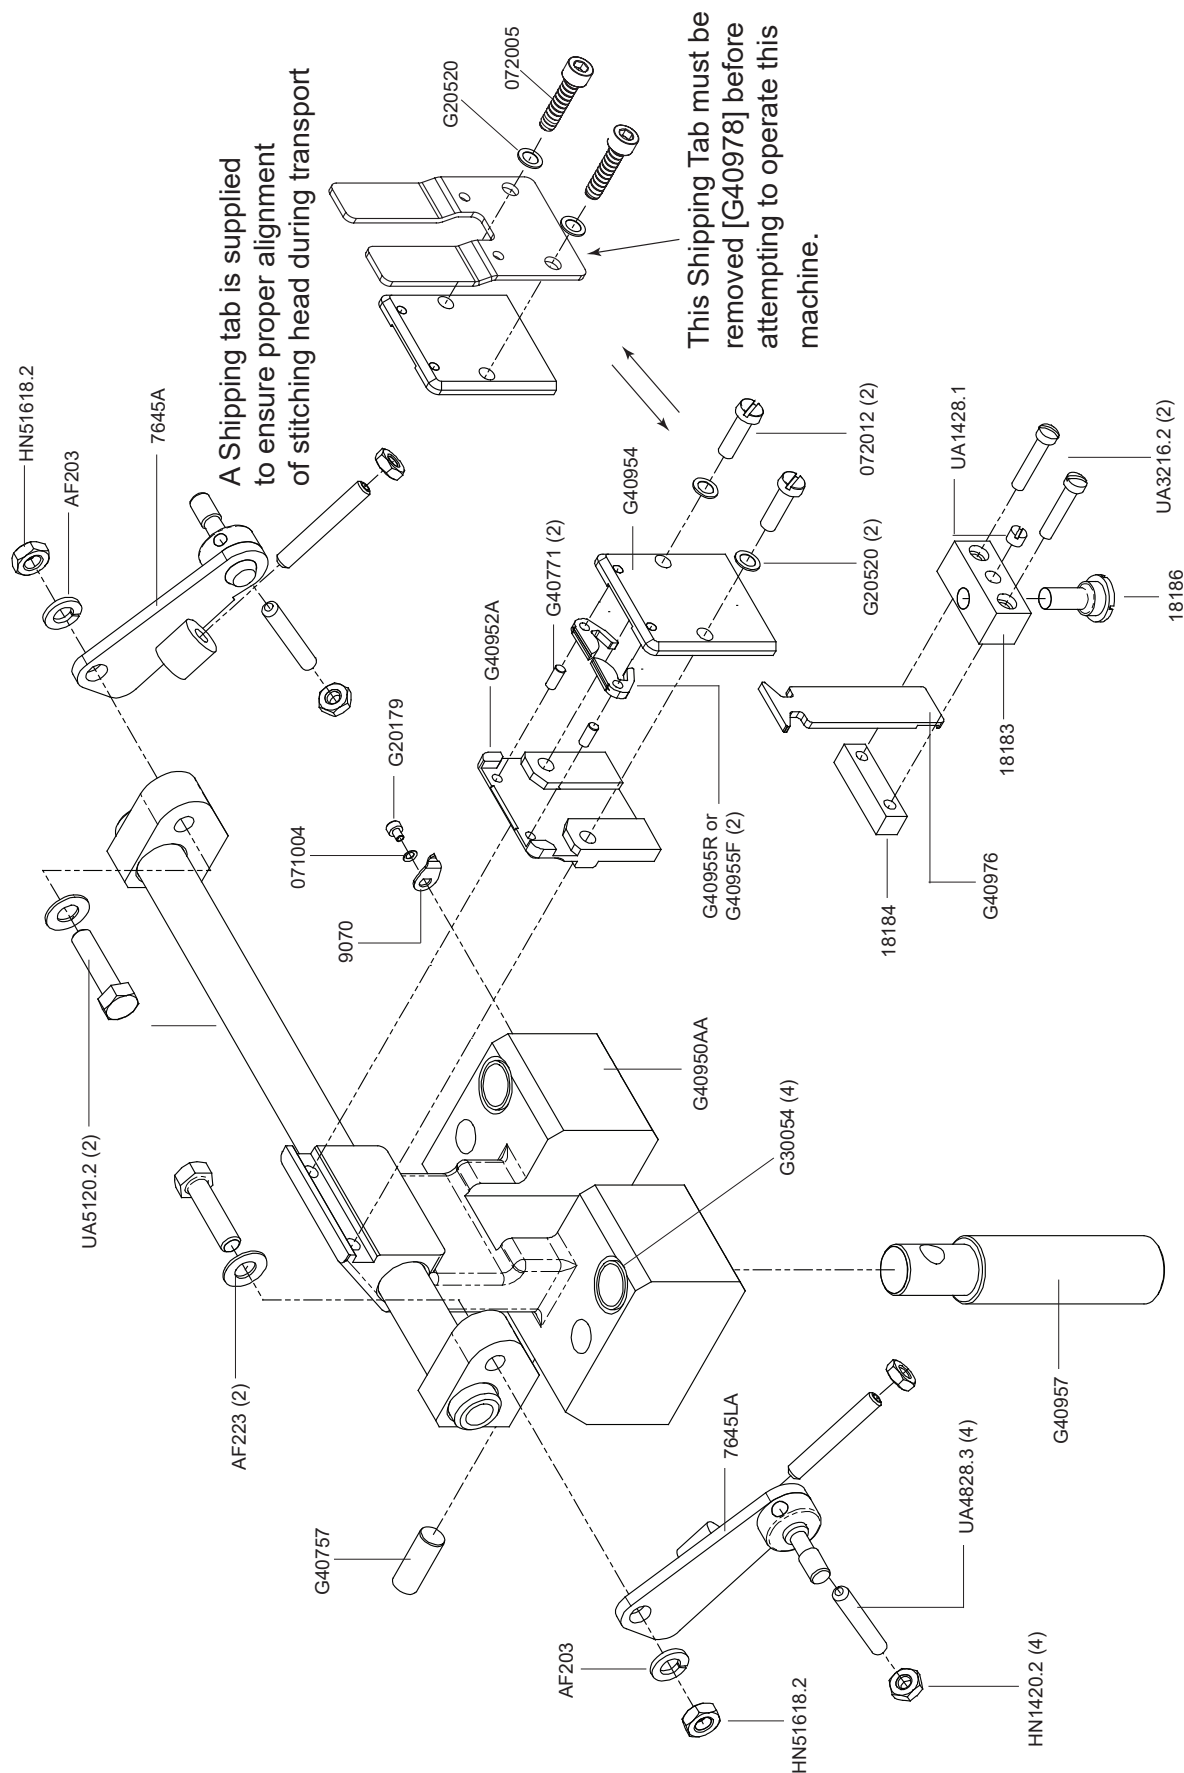 A Shipping tab is supplied
to ensure proper alignment
of stitching head during transport
HN51618.2
AF203
7645A
G20520
072005
This Shipping Tab must be
removed [G40978] before
attempting to operate this
machine.
UA5120.2 (2)
AF223 (2)
G40757
9070
071004
G20179
G40952A
G40771 (2)
G40954
072012 (2)
G20520 (2)
UA1428.1
UA3216.2 (2)
18186
18183
G40976
18184
G40955R or
G40955F (2)
G40950AA
G30054 (4)
G40957
7645LA
UA4828.3 (4)
HN1420.2 (4)
AF203
HN51618.2